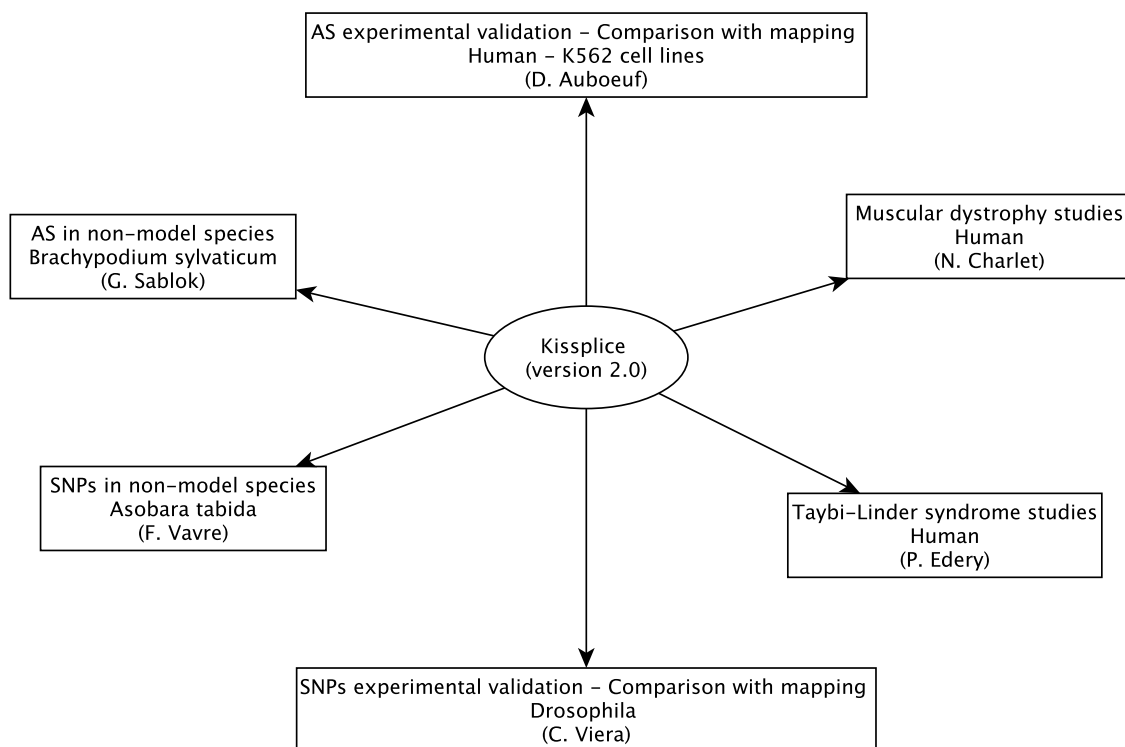 AS experimental validation – Comparison with mapping
Human – K562 cell lines
(D. Auboeuf)
Muscular dystrophy studies
Human
(N. Charlet)
AS in non-model species
Brachypodium sylvaticum
(G. Sablok)
Kissplice
(version 2.0)
SNPs in non-model species
Asobara tabida
(F. Vavre)
Taybi-Linder syndrome studies
Human
(P. Edery)
SNPs experimental validation – Comparison with mapping
Drosophila
(C. Viera)